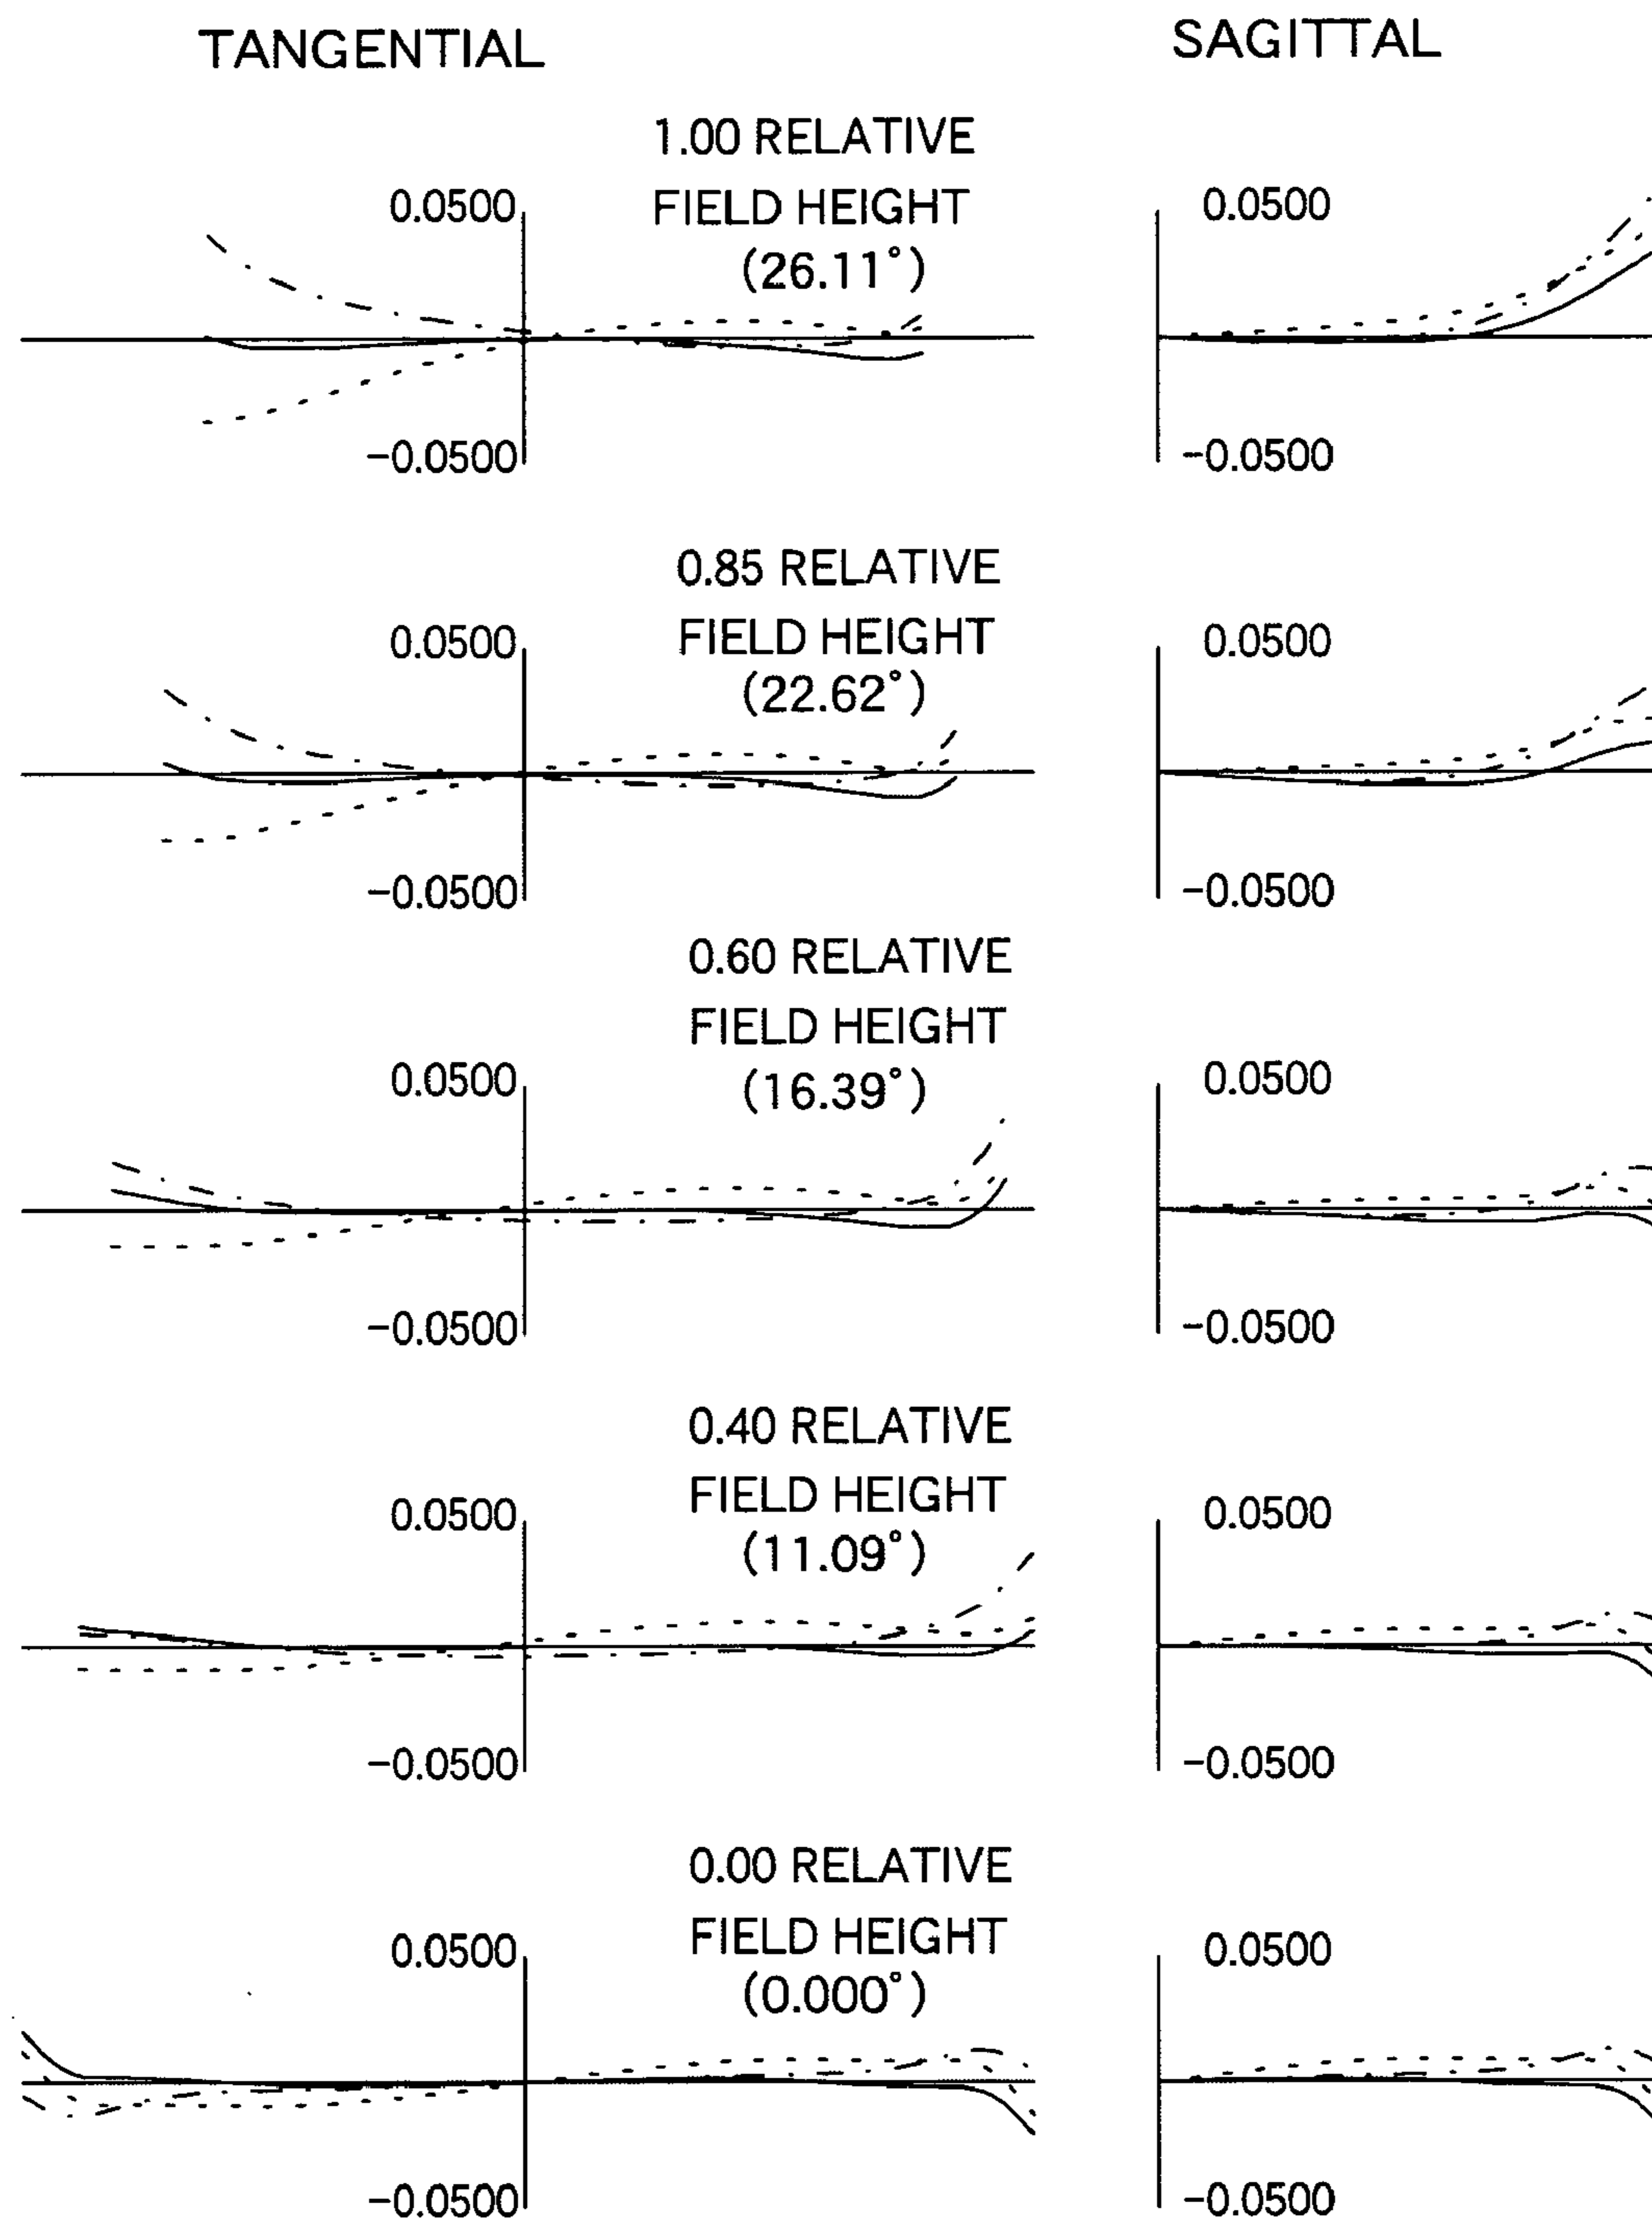 TANGENTIAL
SAGITTAL
1.00 RELATIVE
FIELD HEIGHT
(26.11°)
0.0500
0.0500
-0.0500
-0.0500
0.85 RELATIVE
FIELD HEIGHT
(22.62°)
0.0500
0.0500
-0.0500
-0.0500
0.60 RELATIVE
FIELD HEIGHT
(16.39°)
0.0500
0.0500
-0.0500
-0.0500
0.40 RELATIVE
FIELD HEIGHT
(11.09°)
0.0500
0.0500
-0.0500
-0.0500
0.00 RELATIVE
FIELD HEIGHT
(0.000°)
0.0500
0.0500
-0.0500
-0.0500